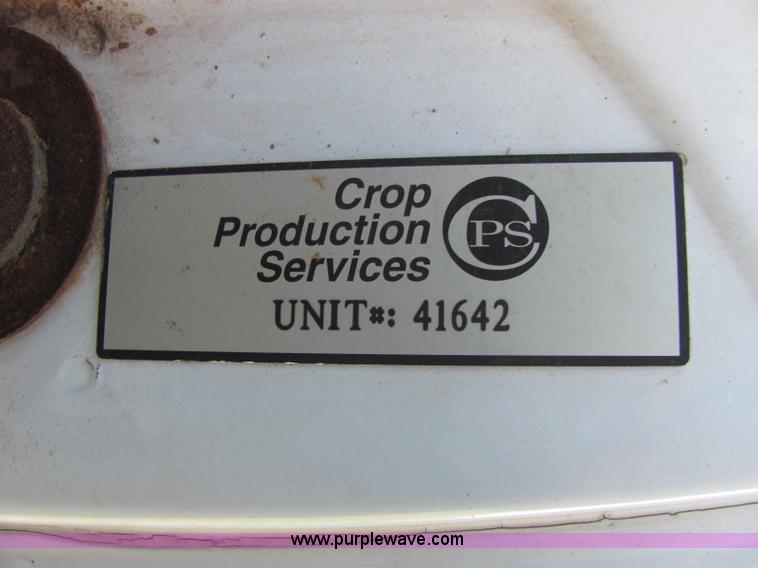 Crop
Production
Services
CPS
UNIT#: 41642
www.purplewave.com